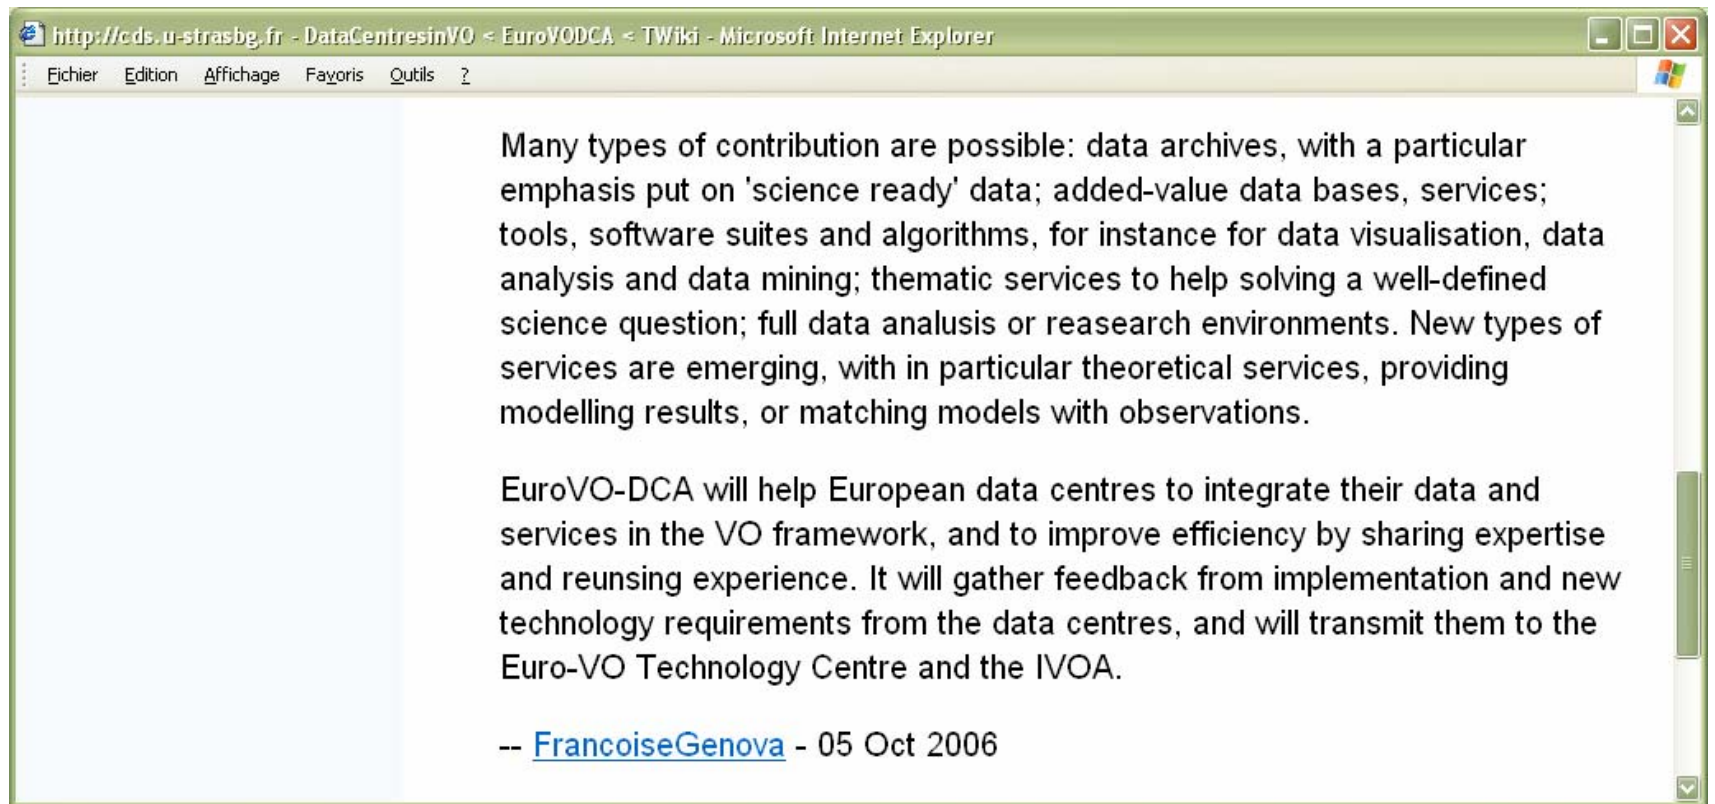 http://cds.u-strasbg.fr - DataCentresinVO < EuroVODCA < TWiki - Microsoft Internet Explorer
Fichier Edition Affichage Favoris Outils ?
Many types of contribution are possible: data archives, with a particular
emphasis put on 'science ready' data; added-value data bases, services;
tools, software suites and algorithms, for instance for data visualisation, data
analysis and data mining; thematic services to help solving a well-defined
science question; full data analusis or reasearch environments. New types of
services are emerging, with in particular theoretical services, providing
modelling results, or matching models with observations.
EuroVO-DCA will help European data centres to integrate their data and
services in the VO framework, and to improve efficiency by sharing expertise
and reunsing experience. It will gather feedback from implementation and new
technology requirements from the data centres, and will transmit them to the
Euro-VO Technology Centre and the IVOA.
-- FrancoiseGenova - 05 Oct 2006